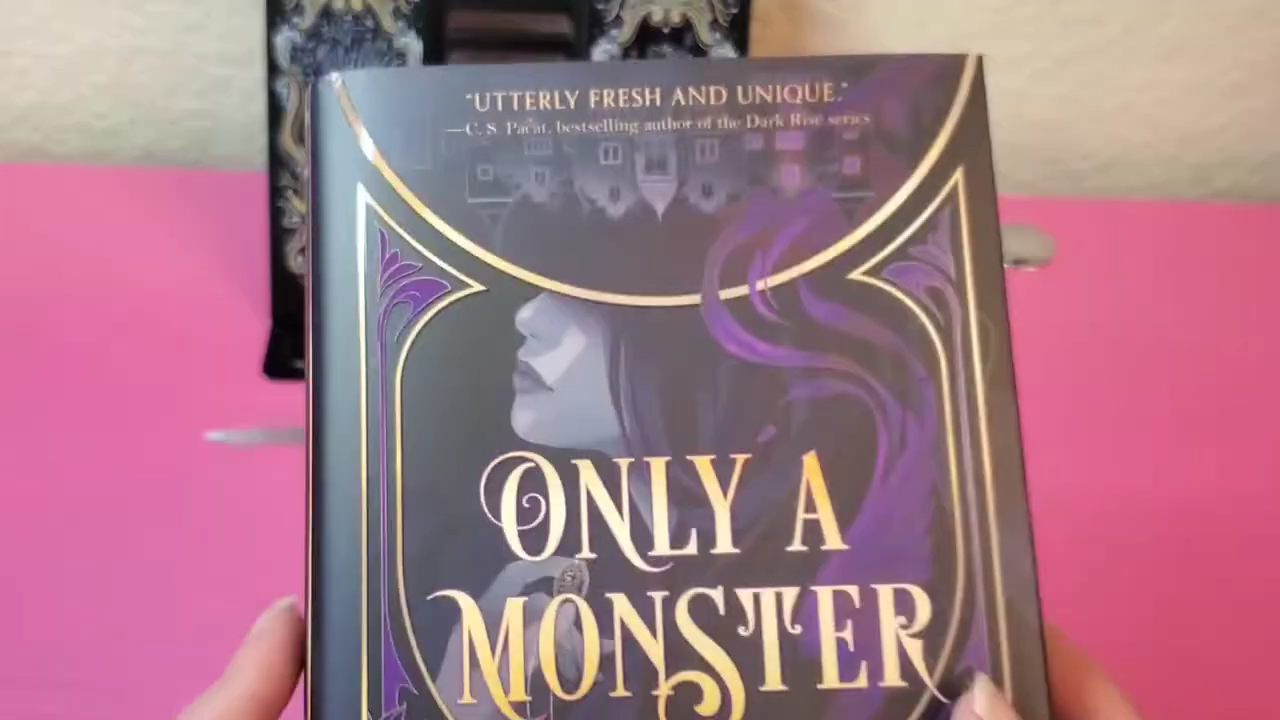 "UTTERLY FRESH AND UNIQUE."
—C. S. Pacat, bestselling author of the Dark Rise series
ONLY A
MONSTER